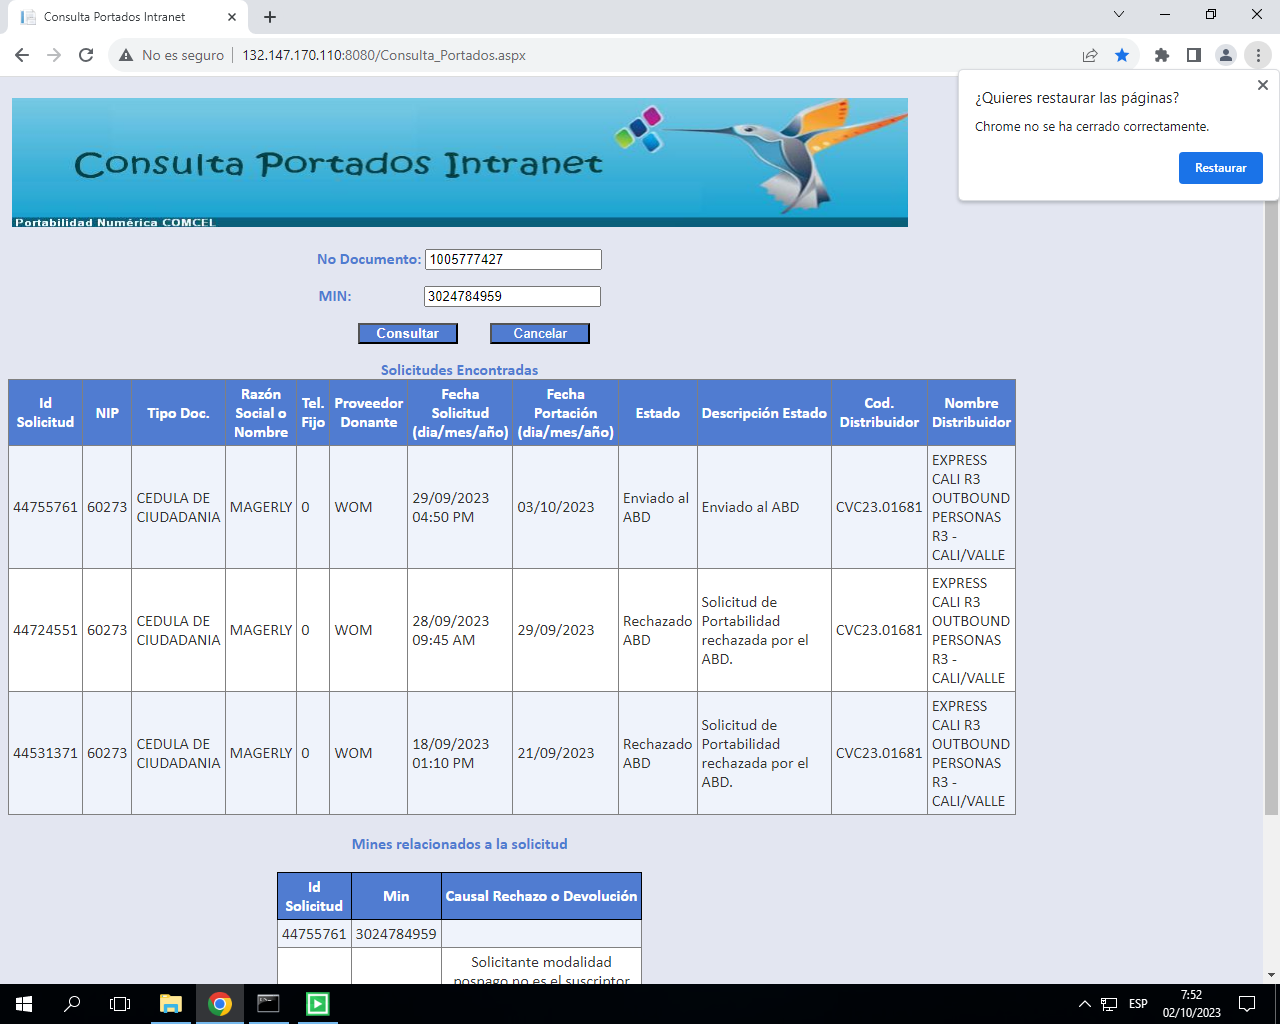 Consulta Portados Intranet
No es seguro
132.147.170.110:8080/Consulta_Portados.aspx
¿Quieres restaurar las páginas?
Chrome no se ha cerrado correctamente.
Restaurar
Consulta Portados Intranet
Portabilidad Numérica COMCEL
No Documento: 1005777427
MIN: 3024784959
Consultar Cancelar
Solicitudes Encontradas
Id Solicitud NIP Tipo Doc. Razón Social o Nombre Tel. Fijo Proveedor Donante Fecha Solicitud (dia/mes/año) Fecha Portación (dia/mes/año) Estado Descripción Estado Cod. Distribuidor Nombre Distribuidor
44755761 60273 CEDULA DE CIUDADANIA MAGERLY 0 WOM 29/09/2023 04:50 PM 03/10/2023 Enviado al ABD Enviado al ABD CVC23.01681 EXPRESS CALI R3 OUTBOUND PERSONAS R3 - CALI/VALLE
44724551 60273 CEDULA DE CIUDADANIA MAGERLY 0 WOM 28/09/2023 09:45 AM 29/09/2023 Rechazado ABD Solicitud de Portabilidad rechazada por el ABD. CVC23.01681 EXPRESS CALI R3 OUTBOUND PERSONAS R3 - CALI/VALLE
44531371 60273 CEDULA DE CIUDADANIA MAGERLY 0 WOM 18/09/2023 01:10 PM 21/09/2023 Rechazado ABD Solicitud de Portabilidad rechazada por el ABD. CVC23.01681 EXPRESS CALI R3 OUTBOUND PERSONAS R3 - CALI/VALLE
Mines relacionados a la solicitud
Id Solicitud Min Causal Rechazo o Devolución
44755761 3024784959
Solicitante modalidad
pospago no es el suscriptor
ESP
7:52
02/10/2023